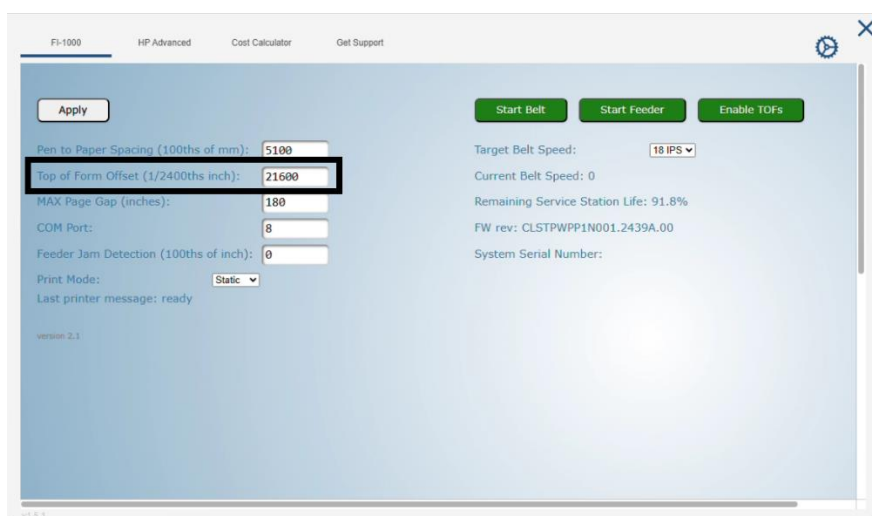 FI-1000 HP Advanced Cost Calculator Get Support
Apply
Start Belt Start Feeder Enable TOFs
Pen to Paper Spacing (100ths of mm): 5100
Target Belt Speed: 18 IPS
Top of Form Offset (1/2400ths inch): 21600
Current Belt Speed: 0
MAX Page Gap (inches): 180
Remaining Service Station Life: 91.8%
COM Port: 8
FW rev: CLSTPWPP1N001.2439A.00
Feeder Jam Detection (100ths of inch): 0
System Serial Number:
Print Mode: Static
Last printer message: ready
version 2.1